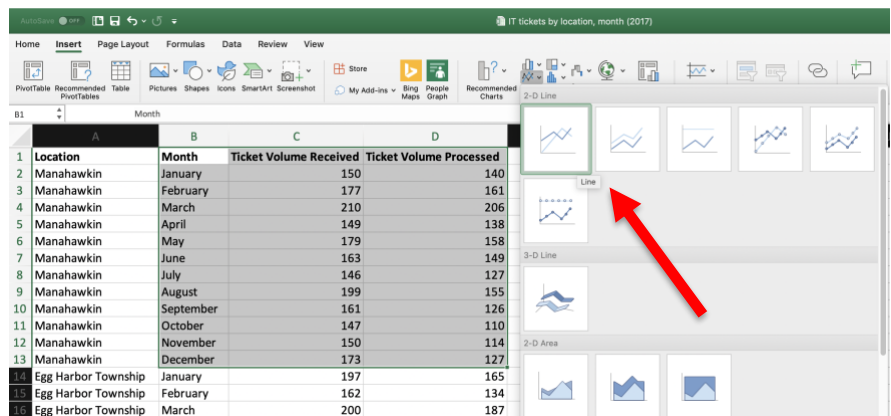 AutoSave OFF IT tickets by location, month (2017)
Home Insert Page Layout Formulas Data Review View
PivotTable Recommended PivotTables Table Pictures Shapes Icons SmartArt Screenshot Store My Add-ins Bing Maps People Graph Recommended Charts
B1 Month
2-D Line
A B C D
1 Location Month Ticket Volume Received Ticket Volume Processed
2 Manahawkin January 150 140
3 Manahawkin February 177 161
Line
4 Manahawkin March 210 206
5 Manahawkin April 149 138
6 Manahawkin May 179 158
7 Manahawkin June 163 149
3-D Line
8 Manahawkin July 146 127
9 Manahawkin August 199 155
10 Manahawkin September 161 126
11 Manahawkin October 147 110
12 Manahawkin November 150 114
2-D Area
13 Manahawkin December 173 127
14 Egg Harbor Township January 197 165
15 Egg Harbor Township February 162 134
16 Egg Harbor Township March 200 187